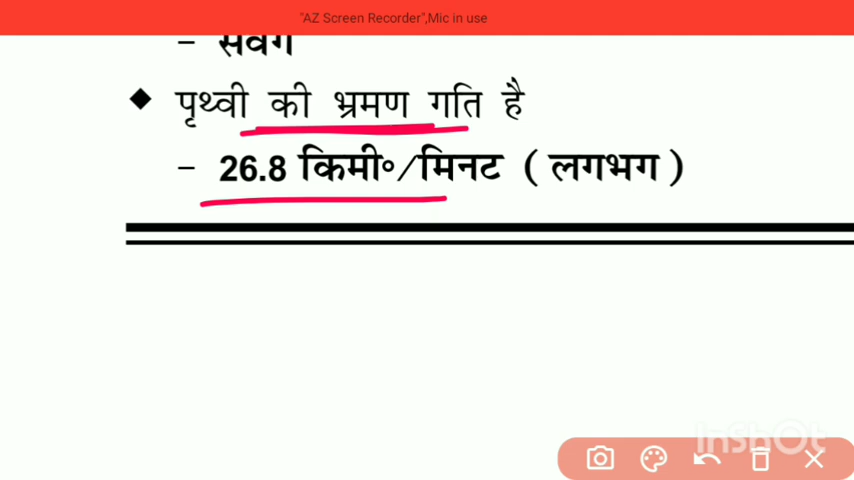 "AZ Screen Recorder",Mic in use
– संवेग
◆ पृथ्वी की भ्रमण गति है
– 26.8 किमी॰/मिनट (लगभग)
InShOt